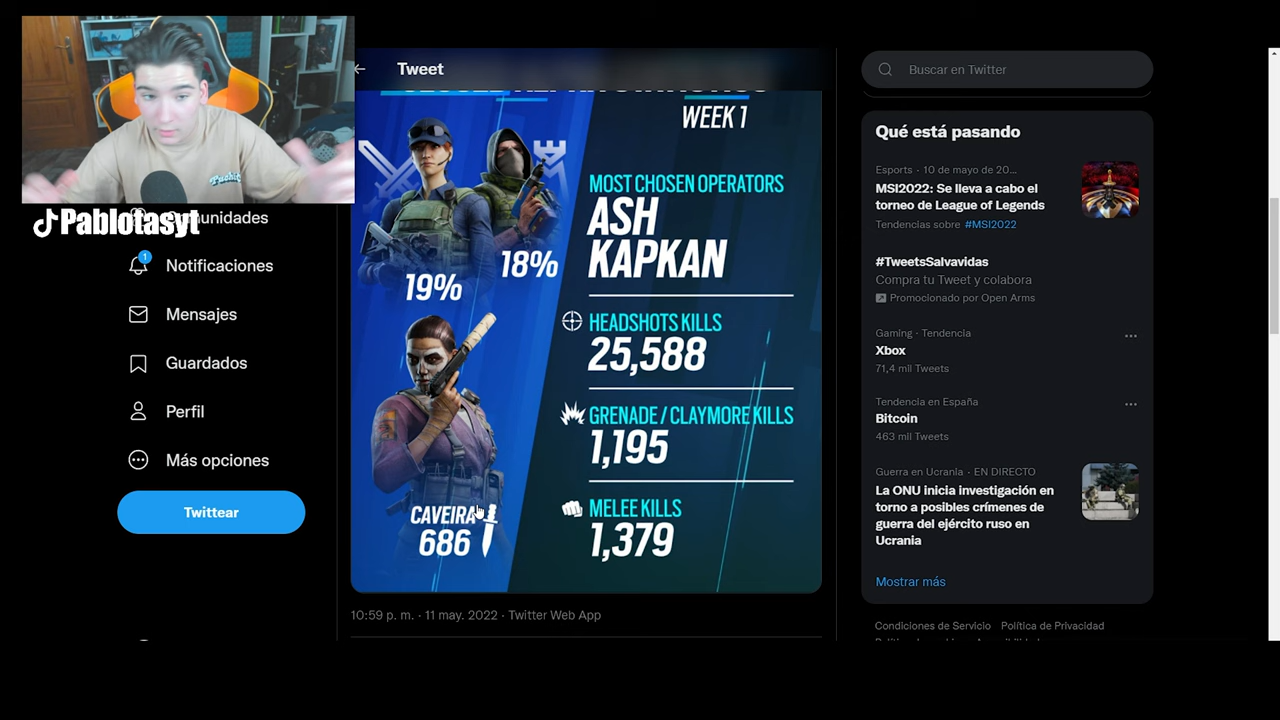 Tweet
WEEK 1
MOST CHOSEN OPERATORS
ASH
KAPKAN
19%
18%
HEADSHOTS KILLS
25,588
GRENADE / CLAYMORE KILLS
1,195
MELEE KILLS
1,379
CAVEIRA
686
10:59 p. m. · 11 may. 2022 · Twitter Web App
Pablotasyt
1
Notificaciones
Mensajes
Guardados
Perfil
Más opciones
Twittear
Buscar en Twitter
Qué está pasando
Esports · 10 de mayo de 20...
MSI2022: Se lleva a cabo el
torneo de League of Legends
Tendencias sobre #MSI2022
#TweetsSalvavidas
Compra tu Tweet y colabora
Promocionado por Open Arms
Gaming · Tendencia
Xbox
71,4 mil Tweets
Tendencia en España
Bitcoin
463 mil Tweets
Guerra en Ucrania · EN DIRECTO
La ONU inicia investigación en
torno a posibles crímenes de
guerra del ejército ruso en
Ucrania
Mostrar más
Condiciones de Servicio Política de Privacidad